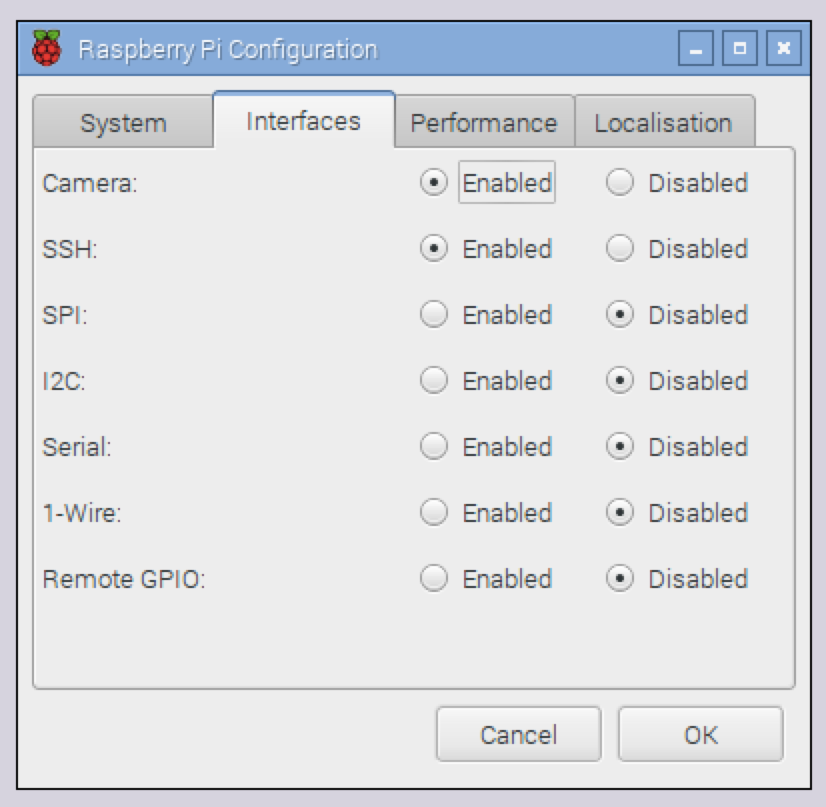 Raspberry Pi Configuration
System Interfaces Performance Localisation
Camera: Enabled Disabled
SSH: Enabled Disabled
SPI: Enabled Disabled
I2C: Enabled Disabled
Serial: Enabled Disabled
1-Wire: Enabled Disabled
Remote GPIO: Enabled Disabled
Cancel OK